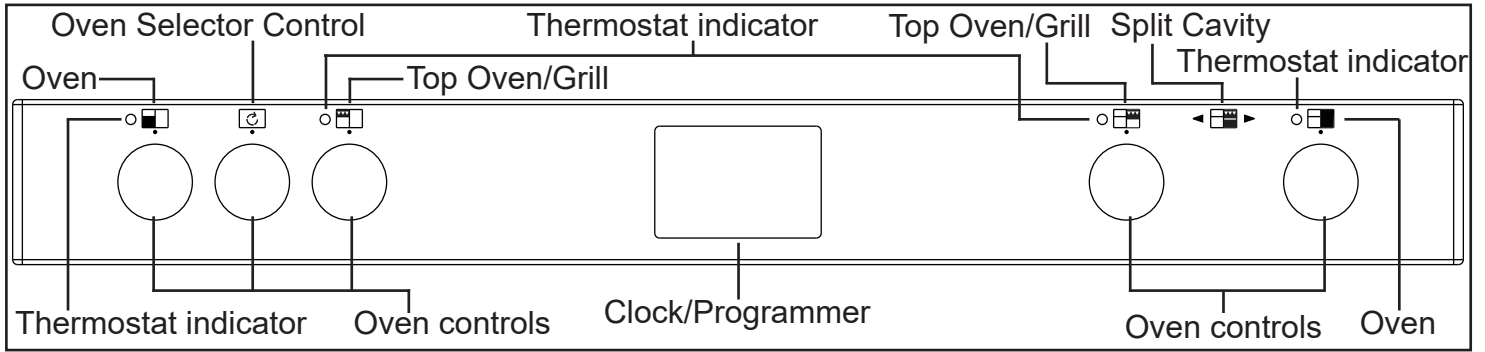 Oven Selector Control
Thermostat indicator
Top Oven/Grill
Split Cavity
Thermostat indicator
Oven
Top Oven/Grill
Thermostat indicator
Oven controls
Clock/Programmer
Oven controls
Oven